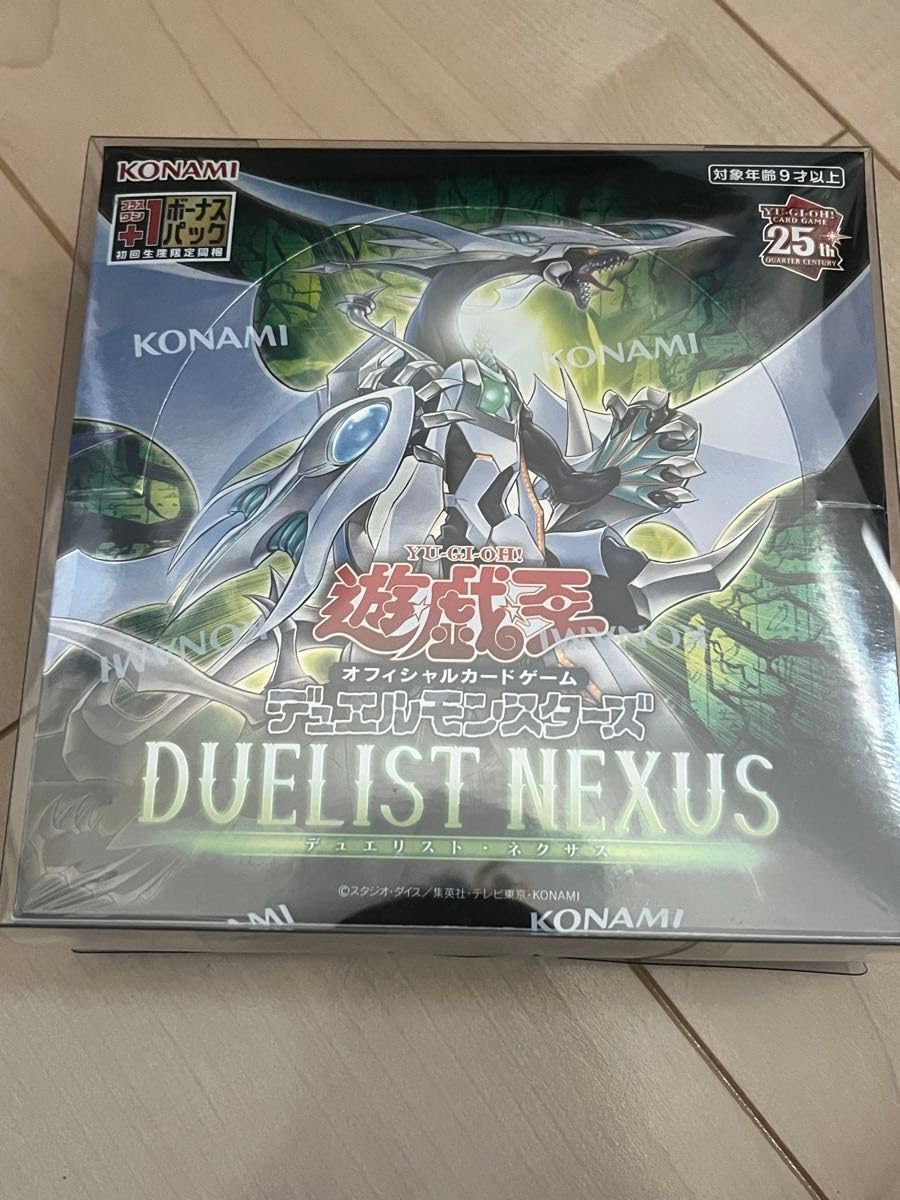 KONAMI
対象年齢9才以上
プラスワン
+1
ボーナスパック
初回生産限定同梱
YU-GI-OH!
CARD GAME
25th
QUARTER CENTURY
KONAMI
KONAMI
YU-GI-OH!
遊戯王
KONAMI
KONAMI
オフィシャルカードゲーム
デュエルモンスターズ
DUELIST NEXUS
デュエリスト・ネクサス
©スタジオ・ダイス/集英社・テレビ東京・KONAMI
AMI
KONAMI